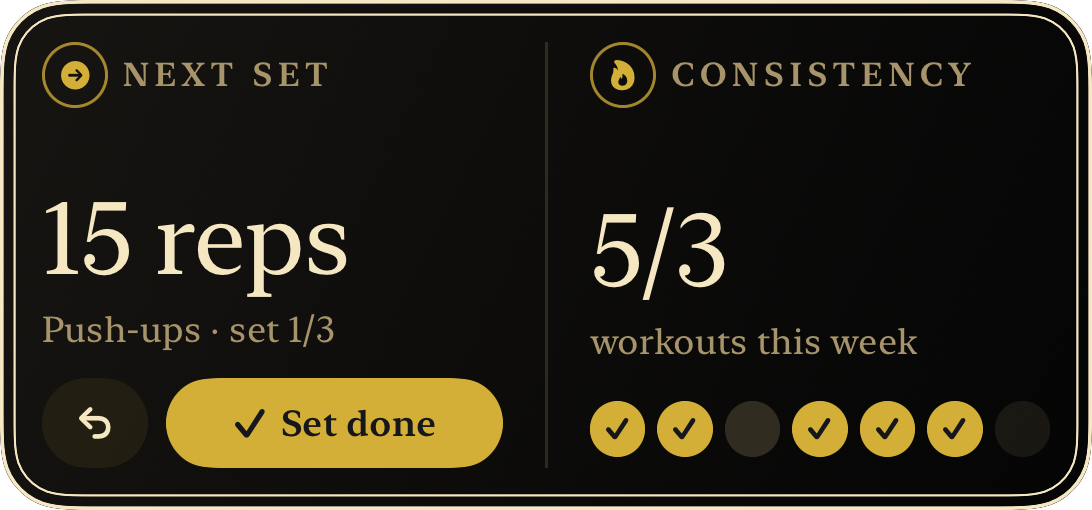 NEXT SET
15 reps
Push-ups · set 1/3
Set done
CONSISTENCY
5/3
workouts this week